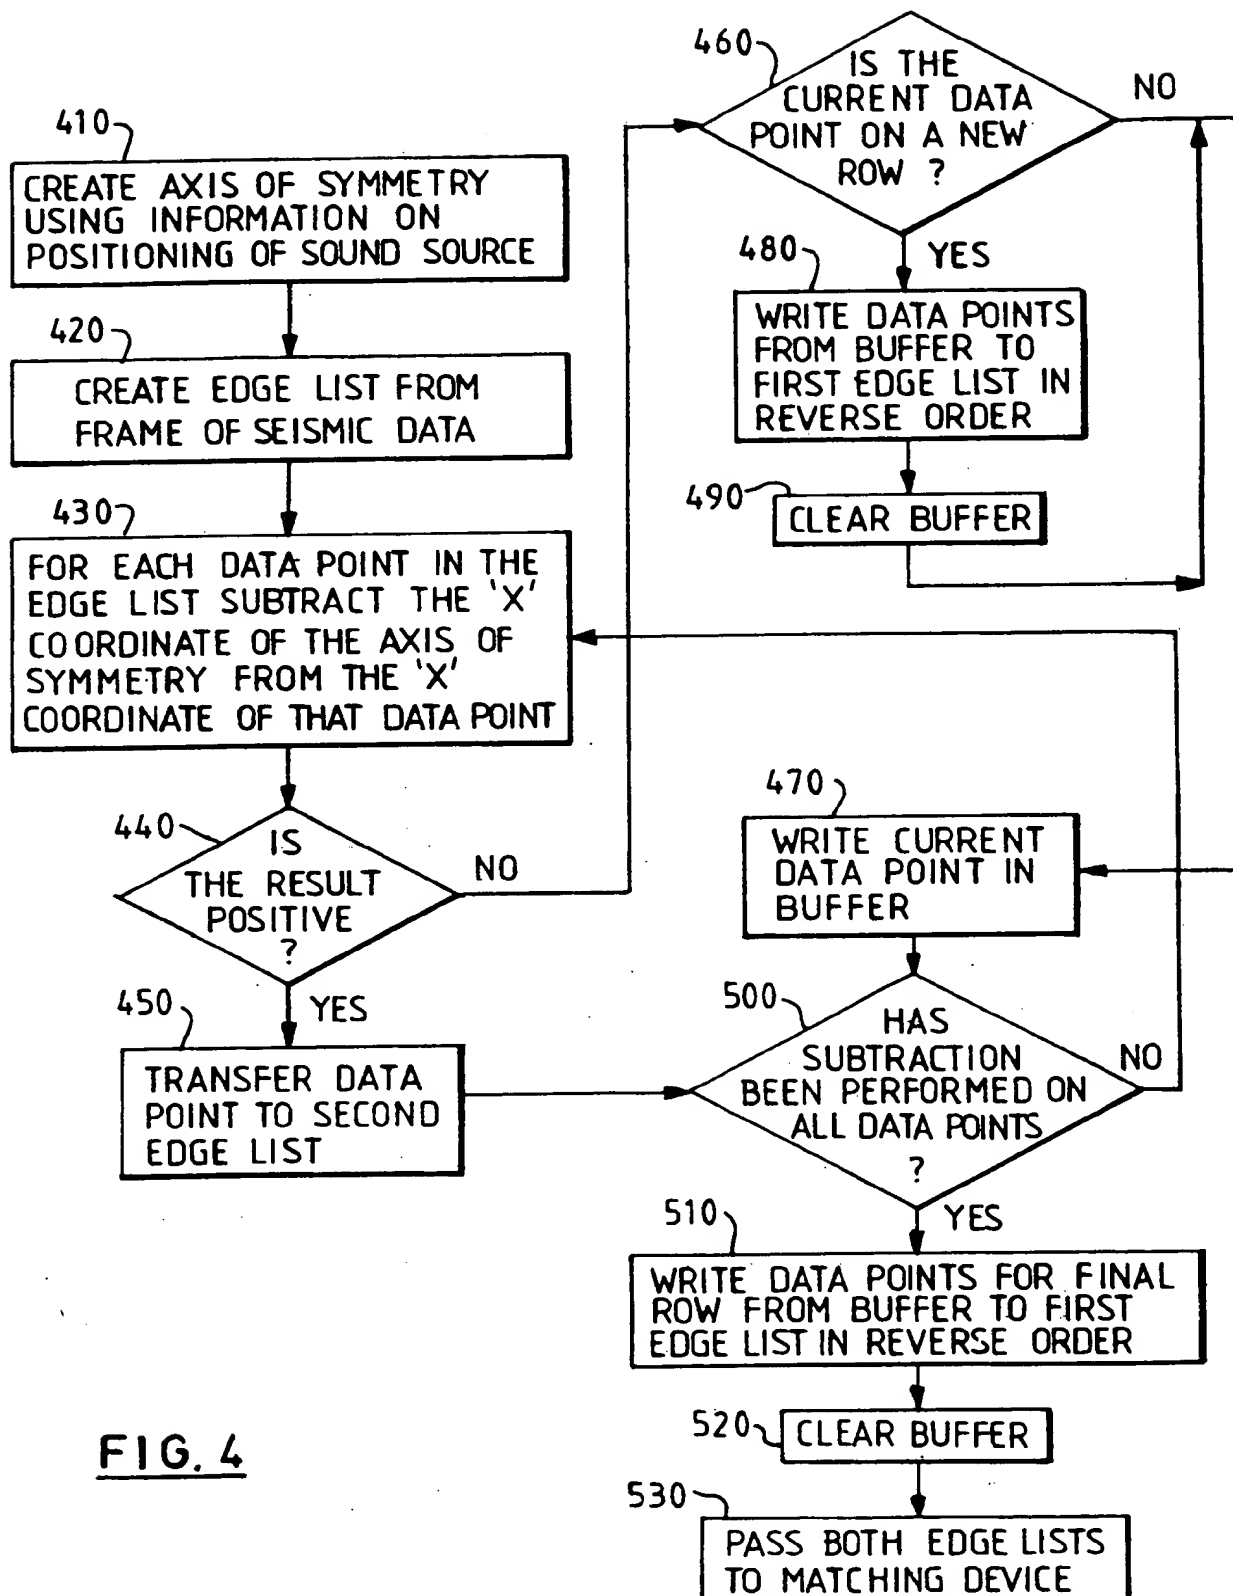 410
CREATE AXIS OF SYMMETRY
USING INFORMATION ON
POSITIONING OF SOUND SOURCE
420
CREATE EDGE LIST FROM
FRAME OF SEISMIC DATA
430
FOR EACH DATA POINT IN THE
EDGE LIST SUBTRACT THE 'X'
COORDINATE OF THE AXIS OF
SYMMETRY FROM THE 'X'
COORDINATE OF THAT DATA POINT
440
IS
THE RESULT
POSITIVE
?
NO
YES
450
TRANSFER DATA
POINT TO SECOND
EDGE LIST
460
IS THE
CURRENT DATA
POINT ON A NEW
ROW ?
NO
YES
480
WRITE DATA POINTS
FROM BUFFER TO
FIRST EDGE LIST IN
REVERSE ORDER
490
CLEAR BUFFER
470
WRITE CURRENT
DATA POINT IN
BUFFER
500
HAS
SUBTRACTION
BEEN PERFORMED ON
ALL DATA POINTS
?
NO
YES
510
WRITE DATA POINTS FOR FINAL
ROW FROM BUFFER TO FIRST
EDGE LIST IN REVERSE ORDER
520
CLEAR BUFFER
530
PASS BOTH EDGE LISTS
TO MATCHING DEVICE
FIG. 4